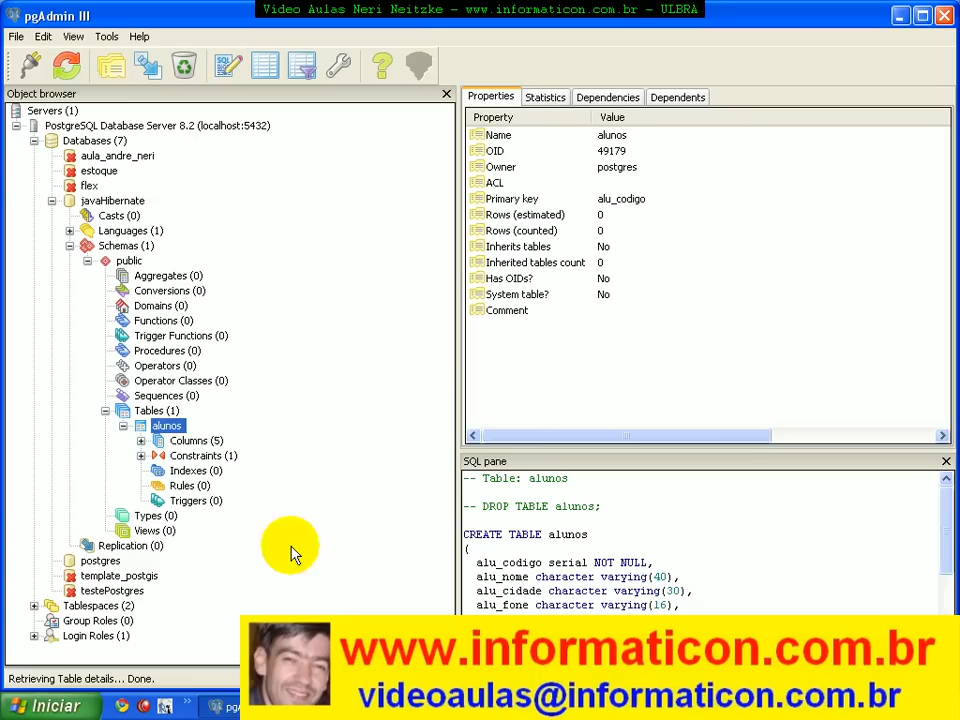 Video Aulas Neri Neitzke - www.informaticon.com.br - ULBRA
pgAdmin III
File Edit View Tools Help
SQL
Object browser
Servers (1)
PostgreSQL Database Server 8.2 (localhost:5432)
Databases (7)
aula_andre_neri
estoque
flex
javaHibernate
Casts (0)
Languages (1)
Schemas (1)
public
Aggregates (0)
Conversions (0)
Domains (0)
Functions (0)
Trigger Functions (0)
Procedures (0)
Operators (0)
Operator Classes (0)
Sequences (0)
Tables (1)
alunos
Columns (5)
Constraints (1)
Indexes (0)
Rules (0)
Triggers (0)
Types (0)
Views (0)
Replication (0)
postgres
template_postgis
testePostgres
Tablespaces (2)
Group Roles (0)
Login Roles (1)
Properties Statistics Dependencies Dependents
Property Value
Name alunos
OID 49179
Owner postgres
ACL
Primary key alu_codigo
Rows (estimated) 0
Rows (counted) 0
Inherits tables No
Inherited tables count 0
Has OIDs? No
System table? No
Comment
SQL pane
-- Table: alunos
-- DROP TABLE alunos;
CREATE TABLE alunos
(
alu_codigo serial NOT NULL,
alu_nome character varying(40),
alu_cidade character varying(30),
alu_fone character varying(16),
www.informaticon.com.br
videoaulas@informaticon.com.br
Retrieving Table details... Done.
Iniciar
» pgA